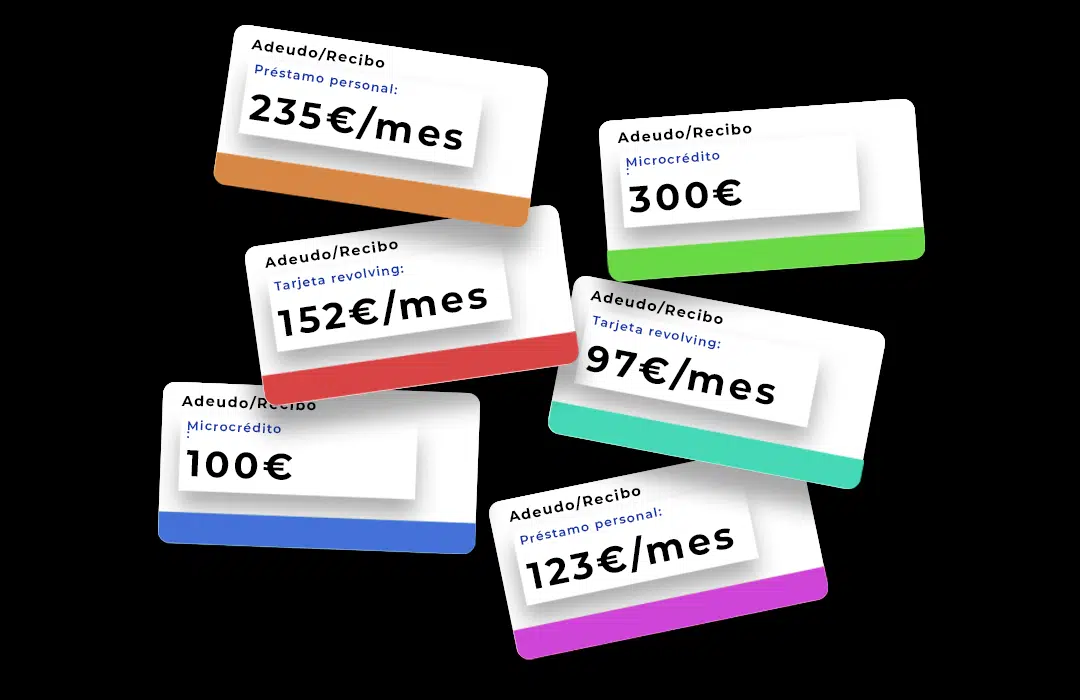 Adeudo/Recibo
Préstamo personal:
235€/mes
Adeudo/Recibo
Microcrédito
:
300€
Adeudo/Recibo
Tarjeta revolving:
152€/mes
Adeudo/Recibo
Tarjeta revolving:
97€/mes
Adeudo/Recibo
Microcrédito
:
100€
Adeudo/Recibo
Préstamo personal:
123€/mes